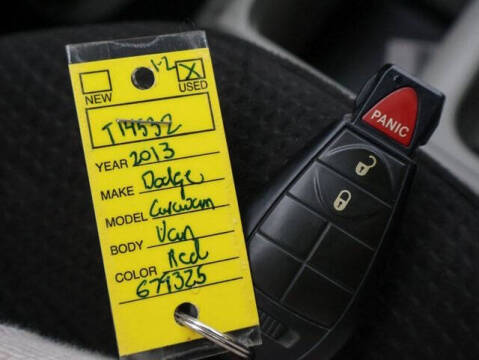 1-2 X
NEW USED
T14532
YEAR 2013
MAKE Dodge
MODEL Caravan
BODY Van
COLOR Red
679325
PANIC